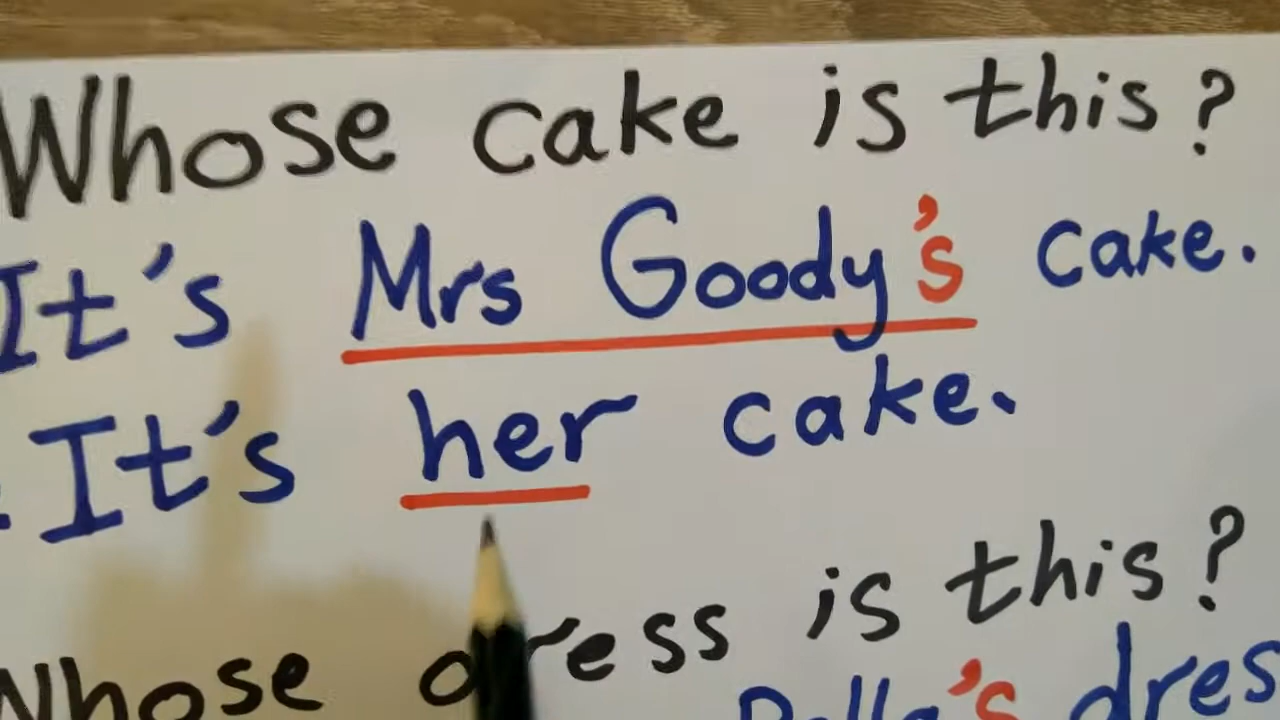 Whose cake is this?
It's Mrs Goody's cake.
It's her cake.
Whose dress is this?